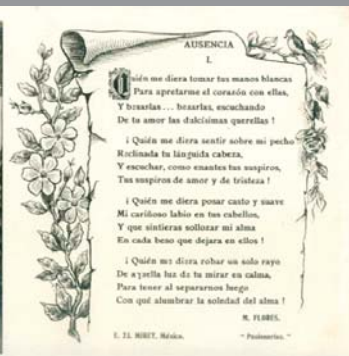 AUSENCIA
I.
Quién me diera tomar tus manos blancas
Para apretarme el corazón con ellas,
Y besarlas... besarlas, escuchando
De tu amor las dulcísimas querellas !
¡ Quién me diera sentir sobre mi pecho
Reclinada tu lánguida cabeza,
Y escuchar, como enantes tus suspiros,
Tus suspiros de amor y de tristeza !
¡ Quién me diera posar casto y suave
Mi cariñoso labio en tus cabellos,
Y que sintieras sollozar mi alma
En cada beso que dejara en ellos !
¡ Quién me diera robar un solo rayo
De aquella luz de tu mirar en calma,
Para tener al separarnos luego
Con qué alumbrar la soledad del alma !
M. FLORES.
MIRET, México.
" Pasionarias. "